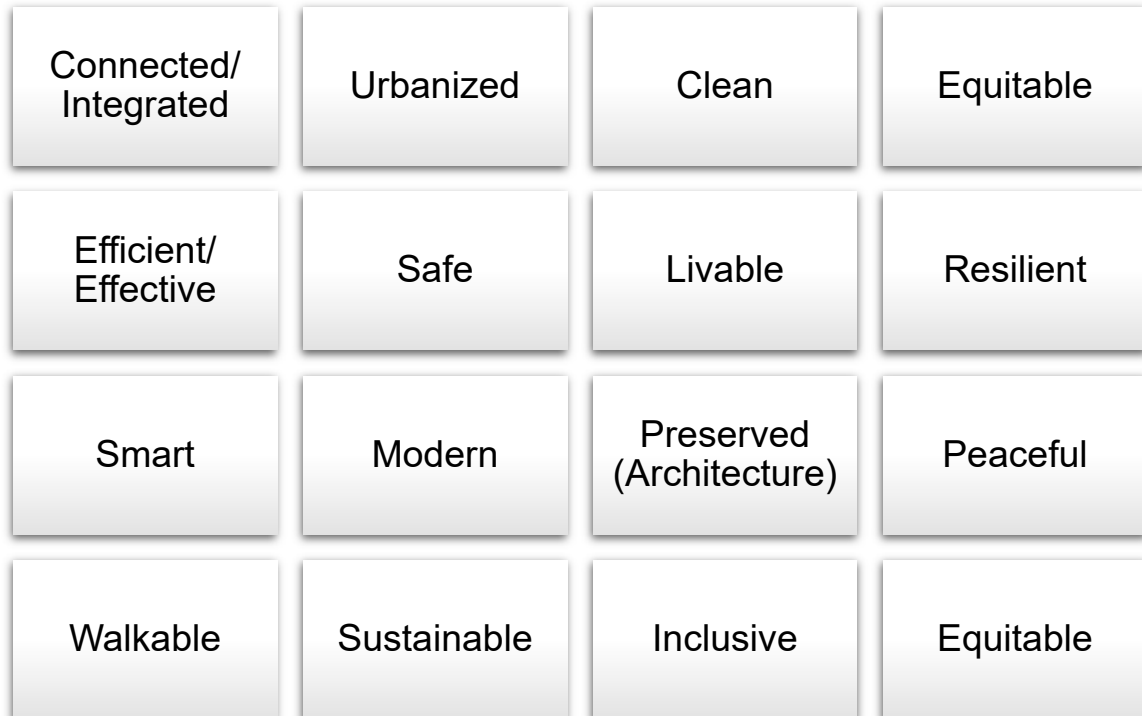 Connected/
Integrated
Urbanized
Clean
Equitable
Efficient/
Effective
Safe
Livable
Resilient
Smart
Modern
Preserved
(Architecture)
Peaceful
Walkable
Sustainable
Inclusive
Equitable